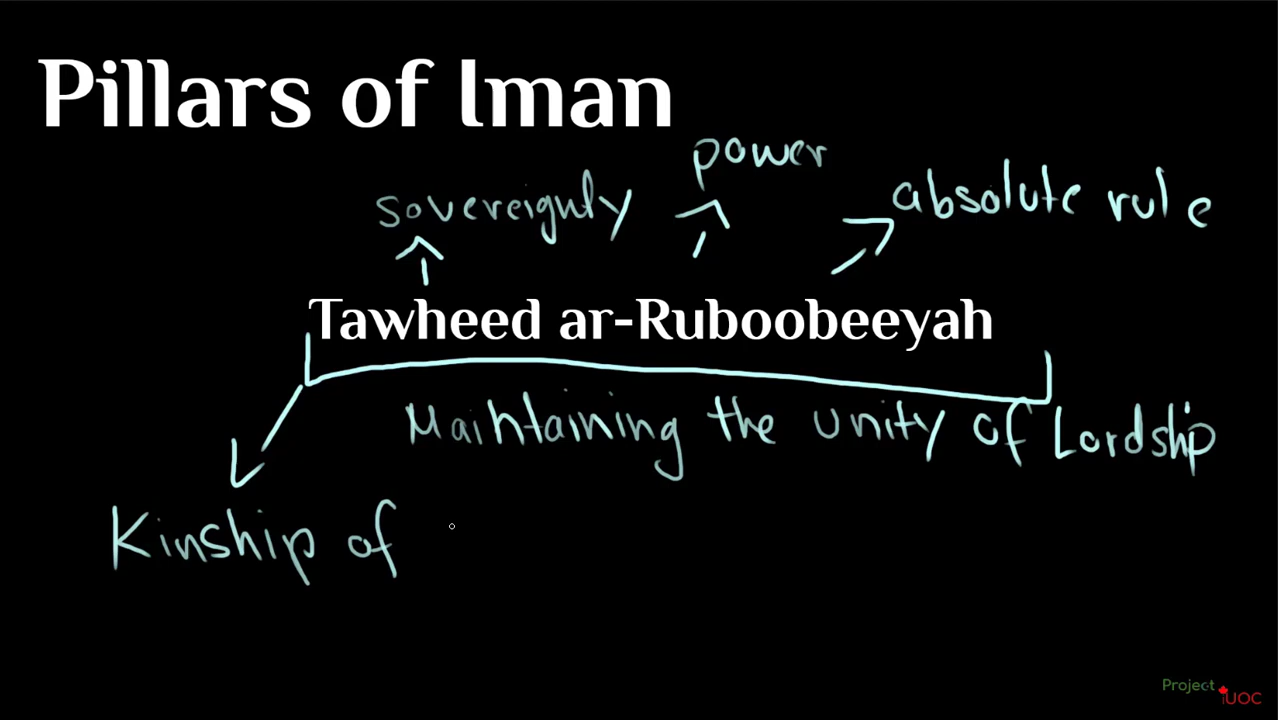 Pillars of Iman
power
sovereignty
absolute rule
Tawheed ar-Ruboobeeyah
Maintaining the unity of Lordship
Kinship of
Project iUOC